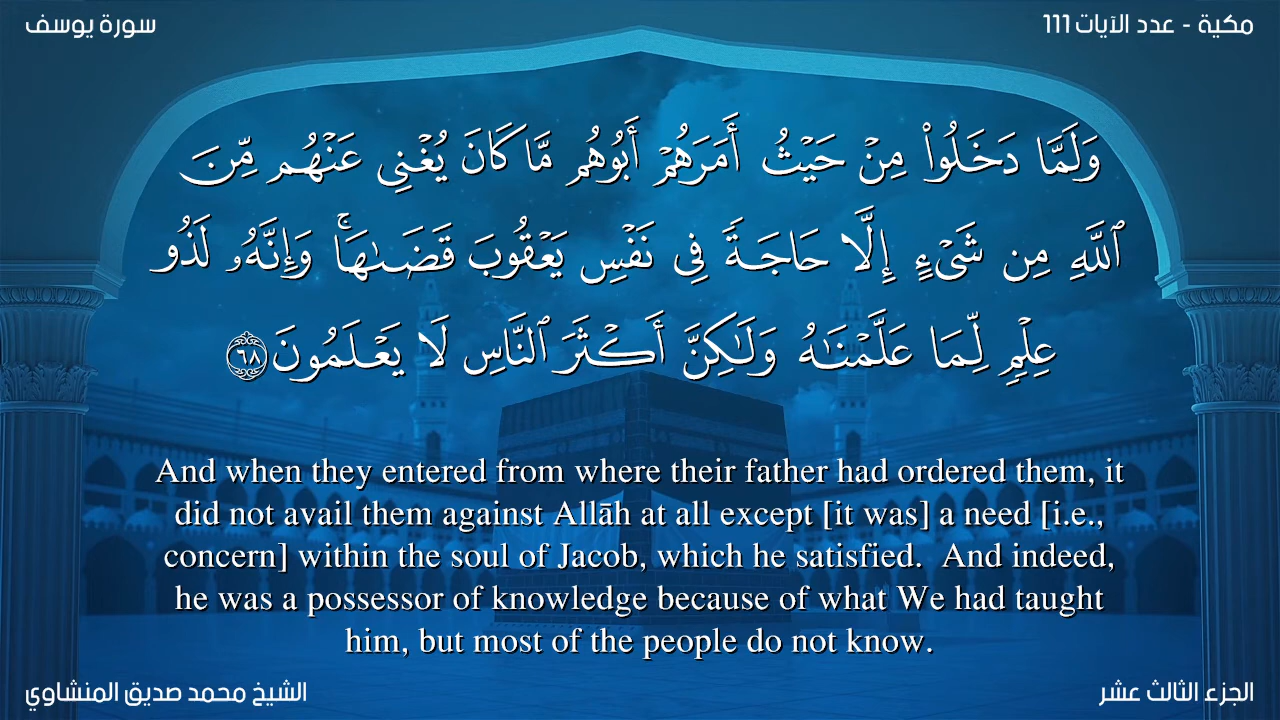 سورة يوسف
مكية - عدد الآيات 111
وَلَمَّا دَخَلُوا۟ مِنْ حَيْثُ أَمَرَهُمْ أَبُوهُم مَّا كَانَ يُغْنِى عَنْهُم مِّنَ
ٱللَّهِ مِن شَىْءٍ إِلَّا حَاجَةً فِى نَفْسِ يَعْقُوبَ قَضَىٰهَا ۚ وَإِنَّهُۥ لَذُو
عِلْمٍ لِّمَا عَلَّمْنَـٰهُ وَلَـٰكِنَّ أَكْثَرَ ٱلنَّاسِ لَا يَعْلَمُونَ ٦٨
And when they entered from where their father had ordered them, it
did not avail them against Allāh at all except [it was] a need [i.e.,
concern] within the soul of Jacob, which he satisfied.  And indeed,
he was a possessor of knowledge because of what We had taught
him, but most of the people do not know.
الشيخ محمد صديق المنشاوي
الجزء الثالث عشر